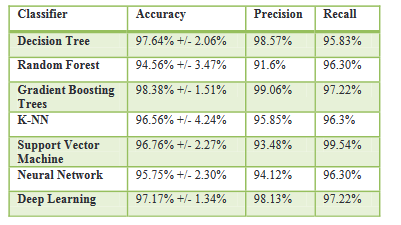 Classifier Accuracy Precision Recall
Decision Tree 97.64% +/- 2.06% 98.57% 95.83%
Random Forest 94.56% +/- 3.47% 91.6% 96.30%
Gradient Boosting 98.38% +/- 1.51% 99.06% 97.22%
Trees
K-NN 96.56% +/- 4.24% 95.85% 96.3%
Support Vector 96.76% +/- 2.27% 93.48% 99.54%
Machine
Neural Network 95.75% +/- 2.30% 94.12% 96.30%
Deep Learning 97.17% +/- 1.34% 98.13% 97.22%